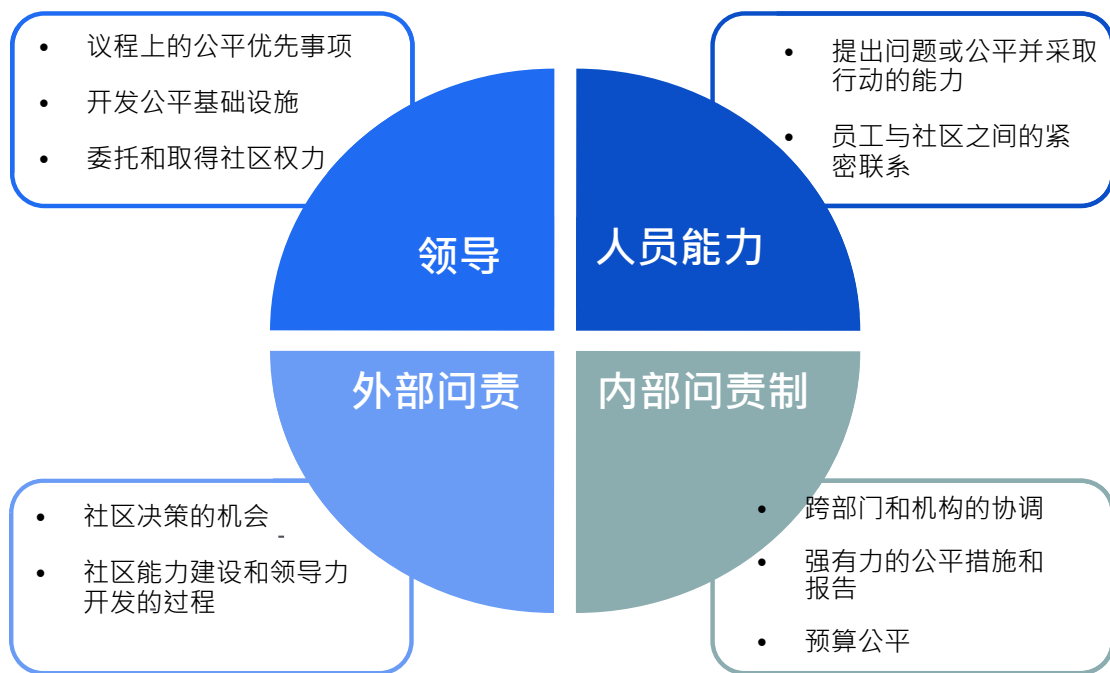 • 议程上的公平优先事项
• 开发公平基础设施
• 委托和取得社区权力
• 提出问题或公平并采取
行动的能力
• 员工与社区之间的紧
密联系
领导
人员能力
外部问责
内部问责制
• 社区决策的机会
-
• 社区能力建设和领导力
开发的过程
• 跨部门和机构的协调
• 强有力的公平措施和
报告
• 预算公平